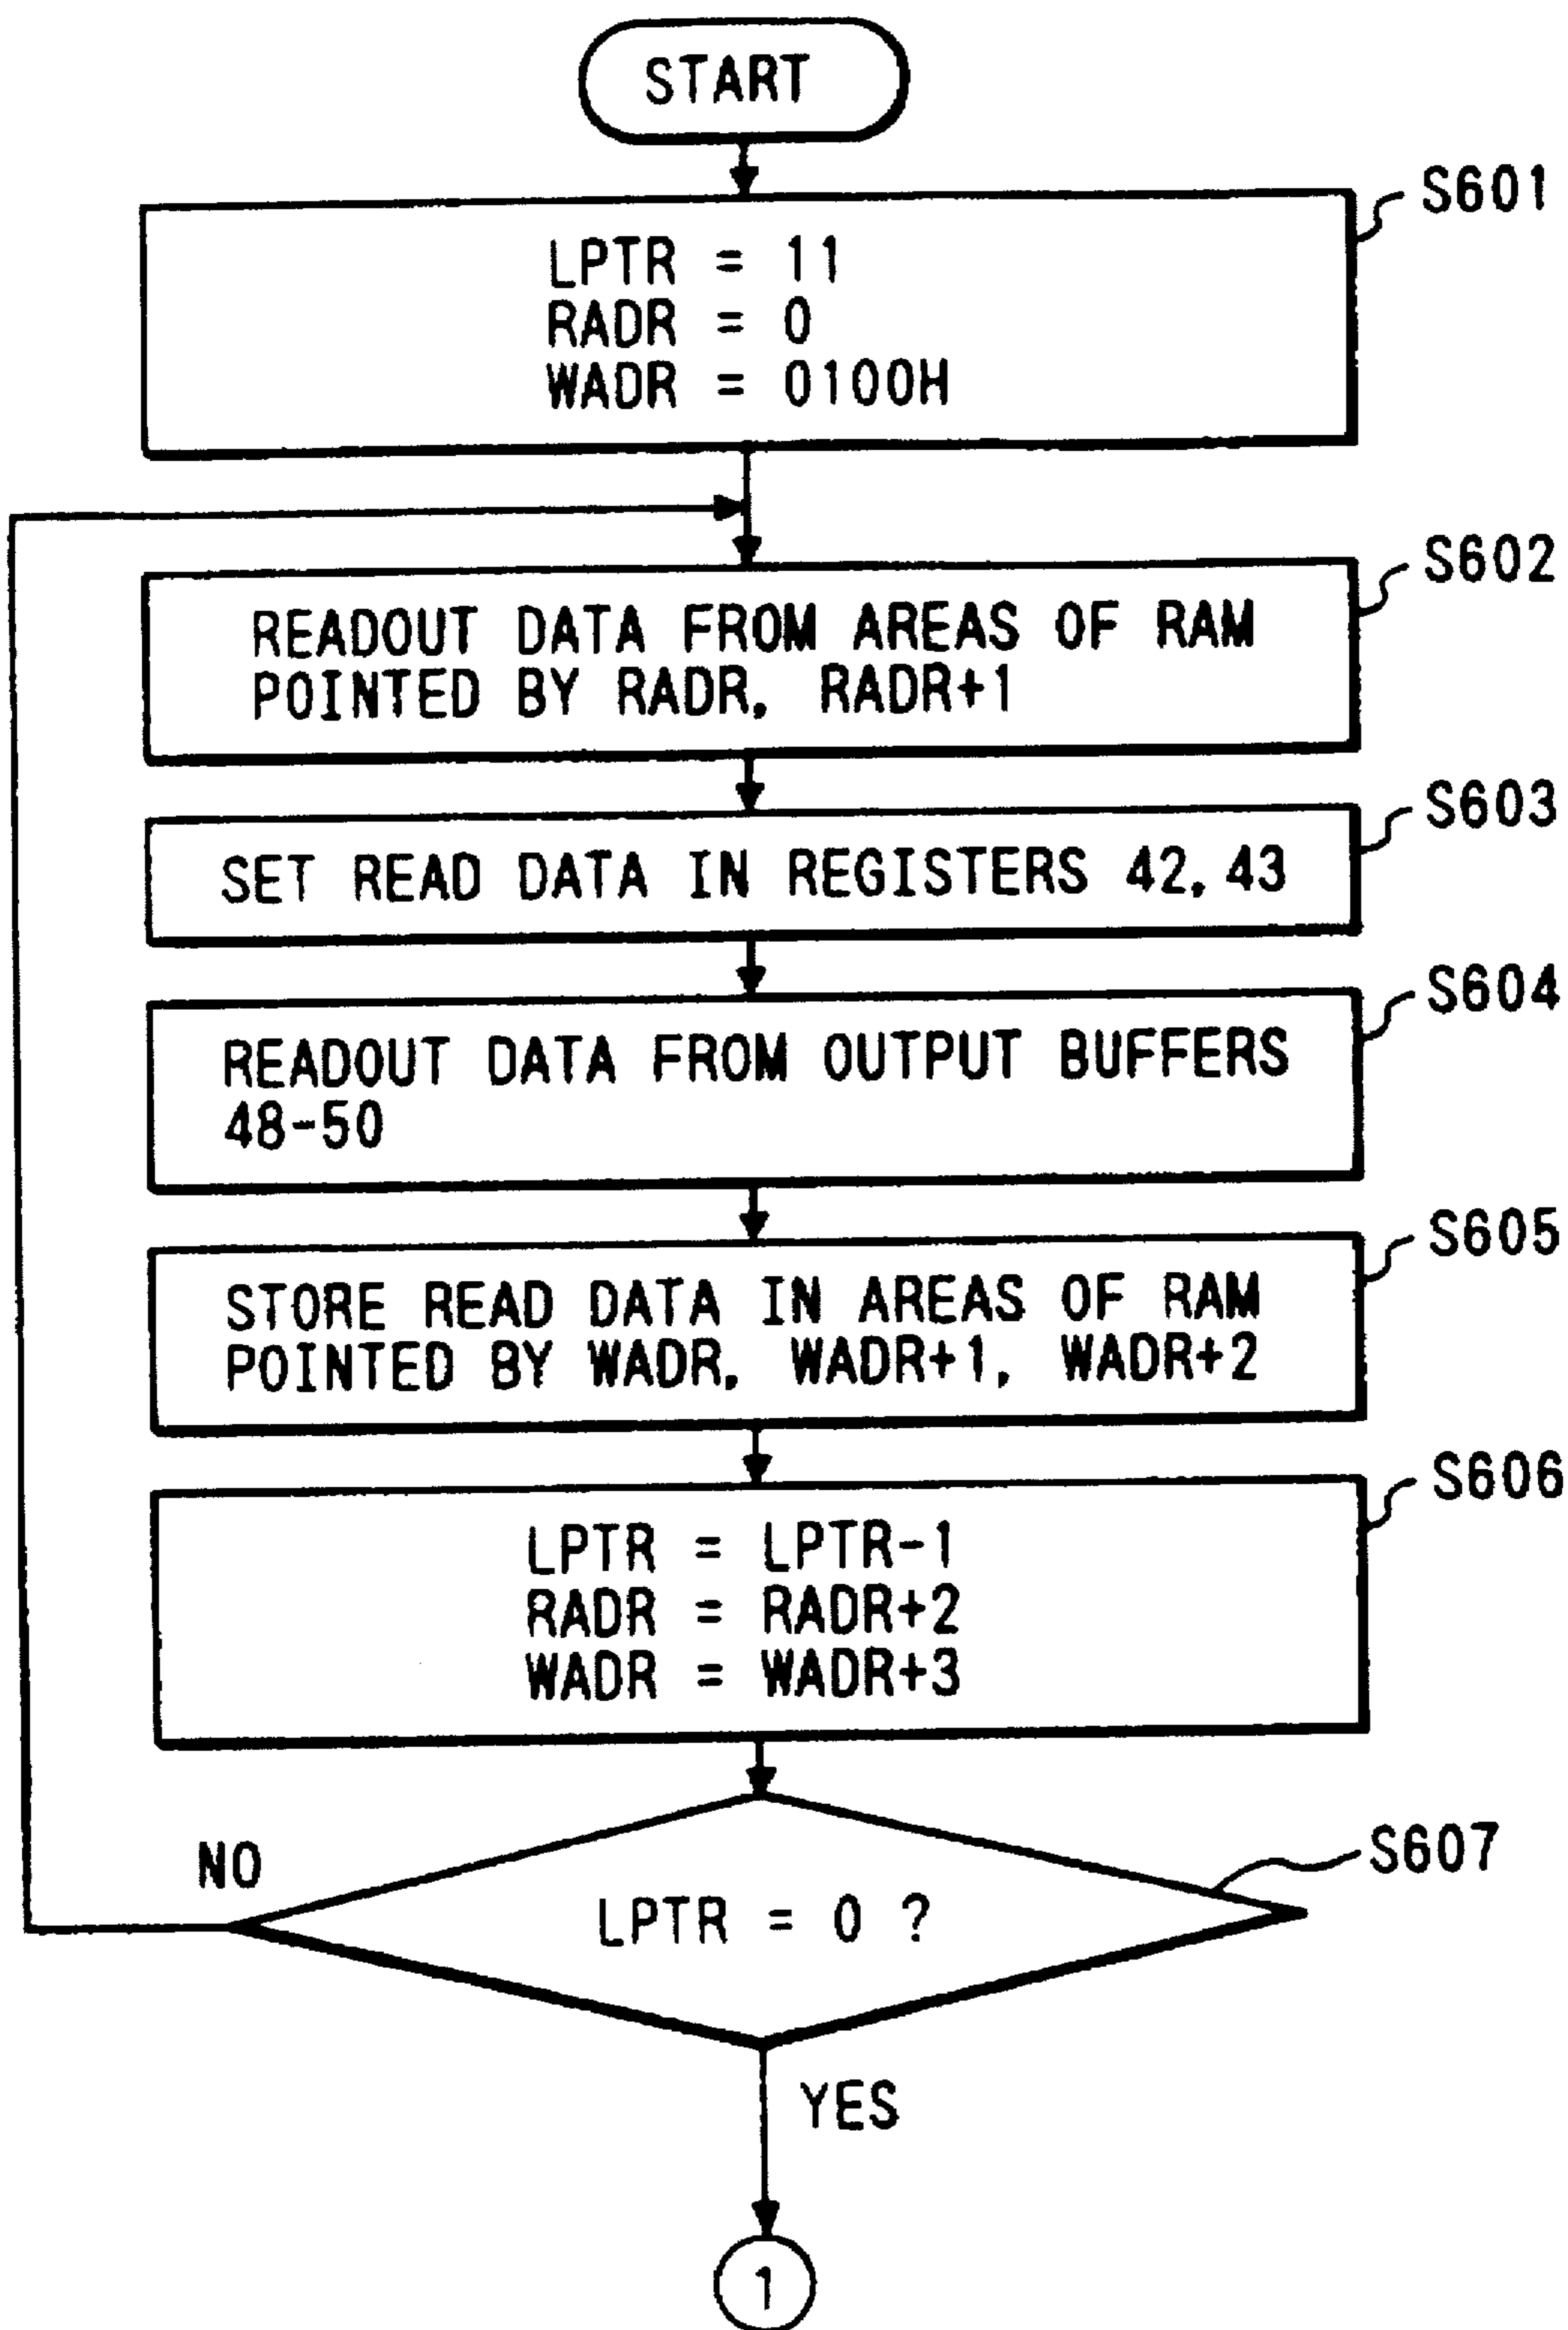 START
S601
LPTR = 11
RADR = 0
WADR = 0100H
S602
READOUT DATA FROM AREAS OF RAM
POINTED BY RADR, RADR+1
S603
SET READ DATA IN REGISTERS 42, 43
S604
READOUT DATA FROM OUTPUT BUFFERS
48-50
S605
STORE READ DATA IN AREAS OF RAM
POINTED BY WADR, WADR+1, WADR+2
S606
LPTR = LPTR-1
RADR = RADR+2
WADR = WADR+3
S607
NO
LPTR = 0 ?
YES
1